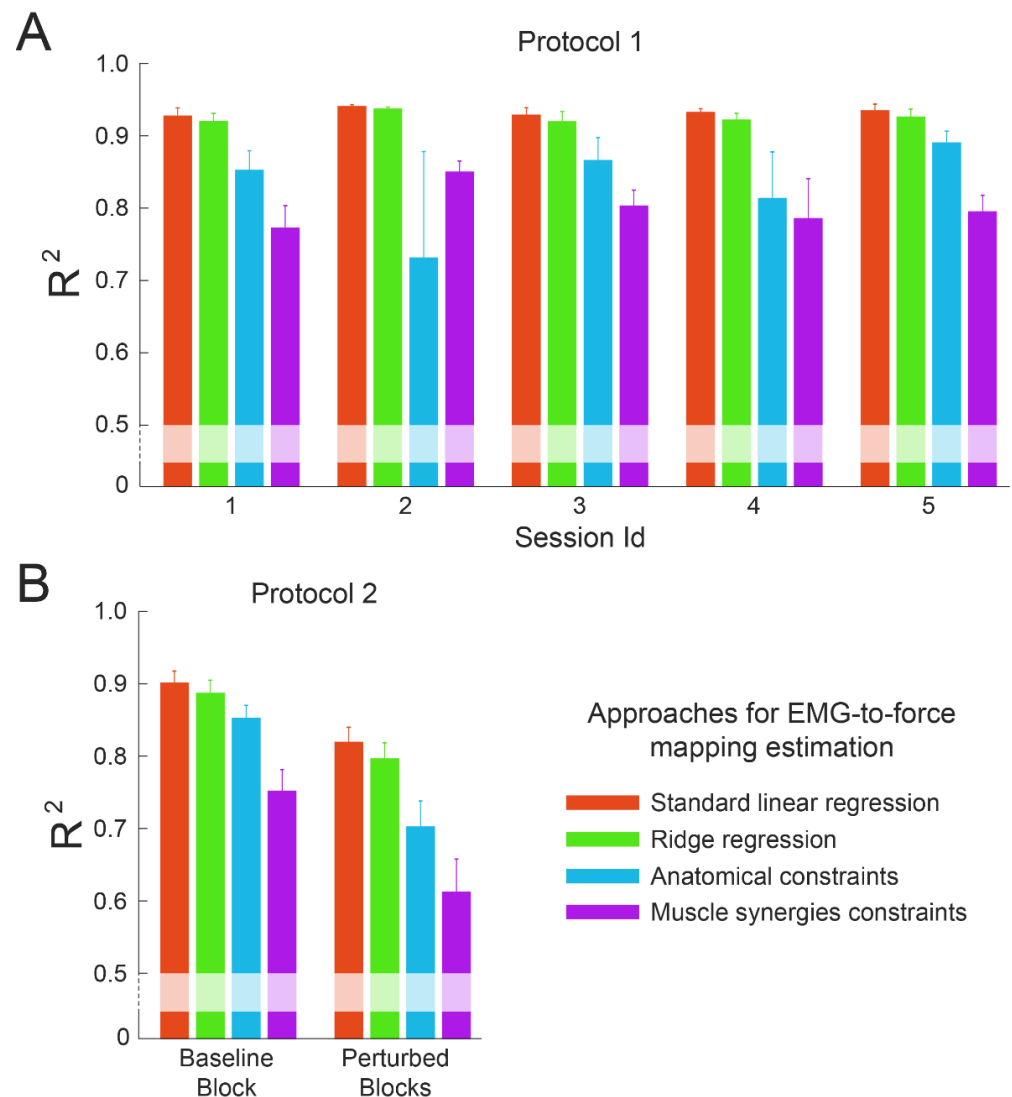 A
Protocol 1
1.0
0.9
0.8
0.7
0.6
0.5
0
R²
1 2 3 4 5
Session Id
B
Protocol 2
1.0
0.9
0.8
0.7
0.6
0.5
0
R²
Baseline
Block
Perturbed
Blocks
Approaches for EMG-to-force
mapping estimation
Standard linear regression
Ridge regression
Anatomical constraints
Muscle synergies constraints